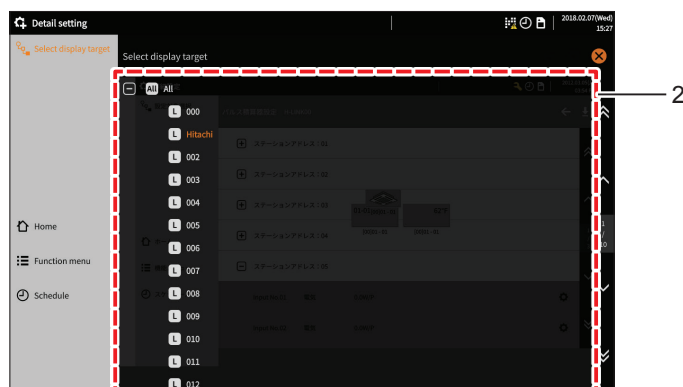 Detail setting
2018.02.07(Wed)
15:27
Select display target
Select display target
All All
2
L 000
L Hitachi
L 002
L 003
L 004
L 005
L 006
L 007
L 008
L 009
L 010
L 011
L 012
ステーションアドレス : 01
ステーションアドレス : 02
ステーションアドレス : 03
ステーションアドレス : 04
ステーションアドレス : 05
Home
Function menu
Schedule
1
/
10